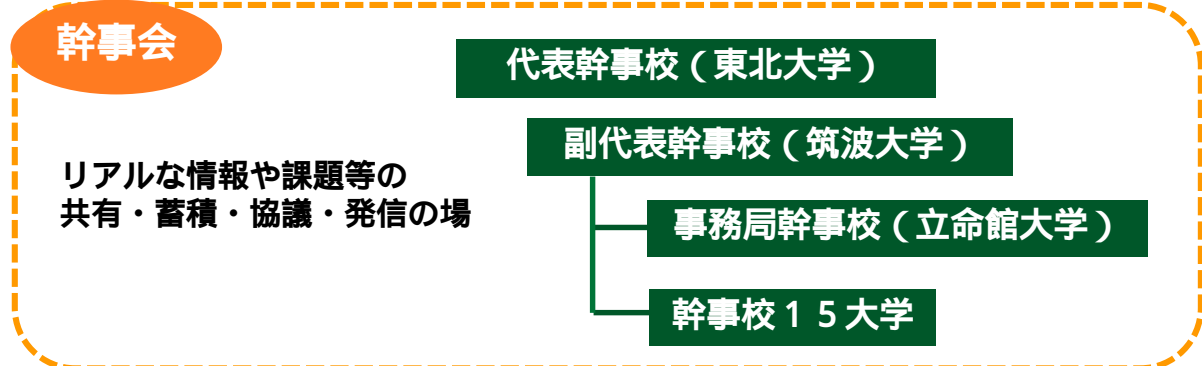 幹事会
代表幹事校(東北大学)
副代表幹事校(筑波大学)
リアルな情報や課題等の
共有・蓄積・協議・発信の場
事務局幹事校(立命館大学)
幹事校15大学